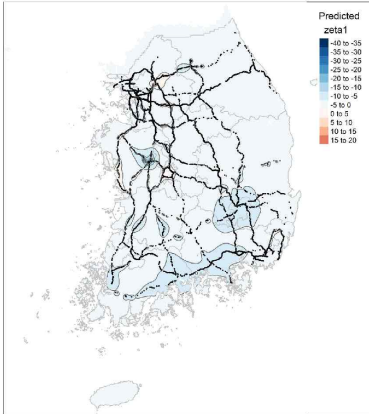 Predicted
zeta1
-40 to -35
-35 to -30
-30 to -25
-25 to -20
-20 to -15
-15 to -10
-10 to -5
-5 to 0
0 to 5
5 to 10
10 to 15
15 to 20